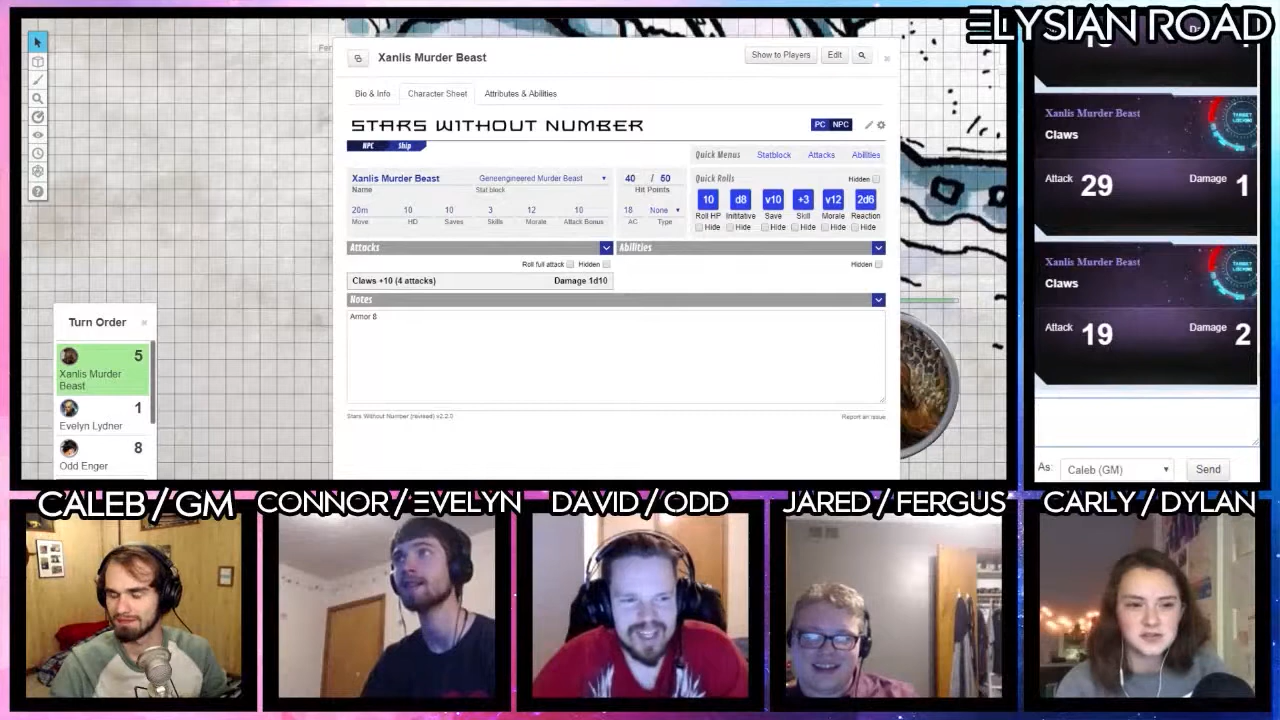 ELYSIAN ROAD
Xanlis Murder Beast
Show to Players
Edit
Bio & Info
Character Sheet
Attributes & Abilities
STARS WITHOUT NUMBER
PC NPC
NPC Ship
Quick Menus Statblock Attacks Abilities
Xanlis Murder Beast
Name
Geneengineered Murder Beast
Stat block
40 / 50
Hit Points
20m 10 10 3 12 10
Move HD Saves Skills Morale Attack Bonus
18 None
AC Type
Quick Rolls Hidden
10 d8 v10 +3 v12 2d6
Roll HP Inititative Save Skill Morale Reaction
Hide Hide Hide Hide Hide Hide
Attacks
Abilities
Roll full attack Hidden
Hidden
Claws +10 (4 attacks) Damage 1d10
Notes
Armor 8
Stars Without Number (revised) v2.2.0
Report an issue
Turn Order
5
Xanlis Murder
Beast
1
Evelyn Lydner
8
Odd Enger
Xanlis Murder Beast
Claws
TARGET
Attack 29 Damage 1
Xanlis Murder Beast
Claws
TARGET
Attack 19 Damage 2
As: Caleb (GM) Send
CALEB / GM
CONNOR / EVELYN
DAVID / ODD
JARED / FERGUS
CARLY / DYLAN